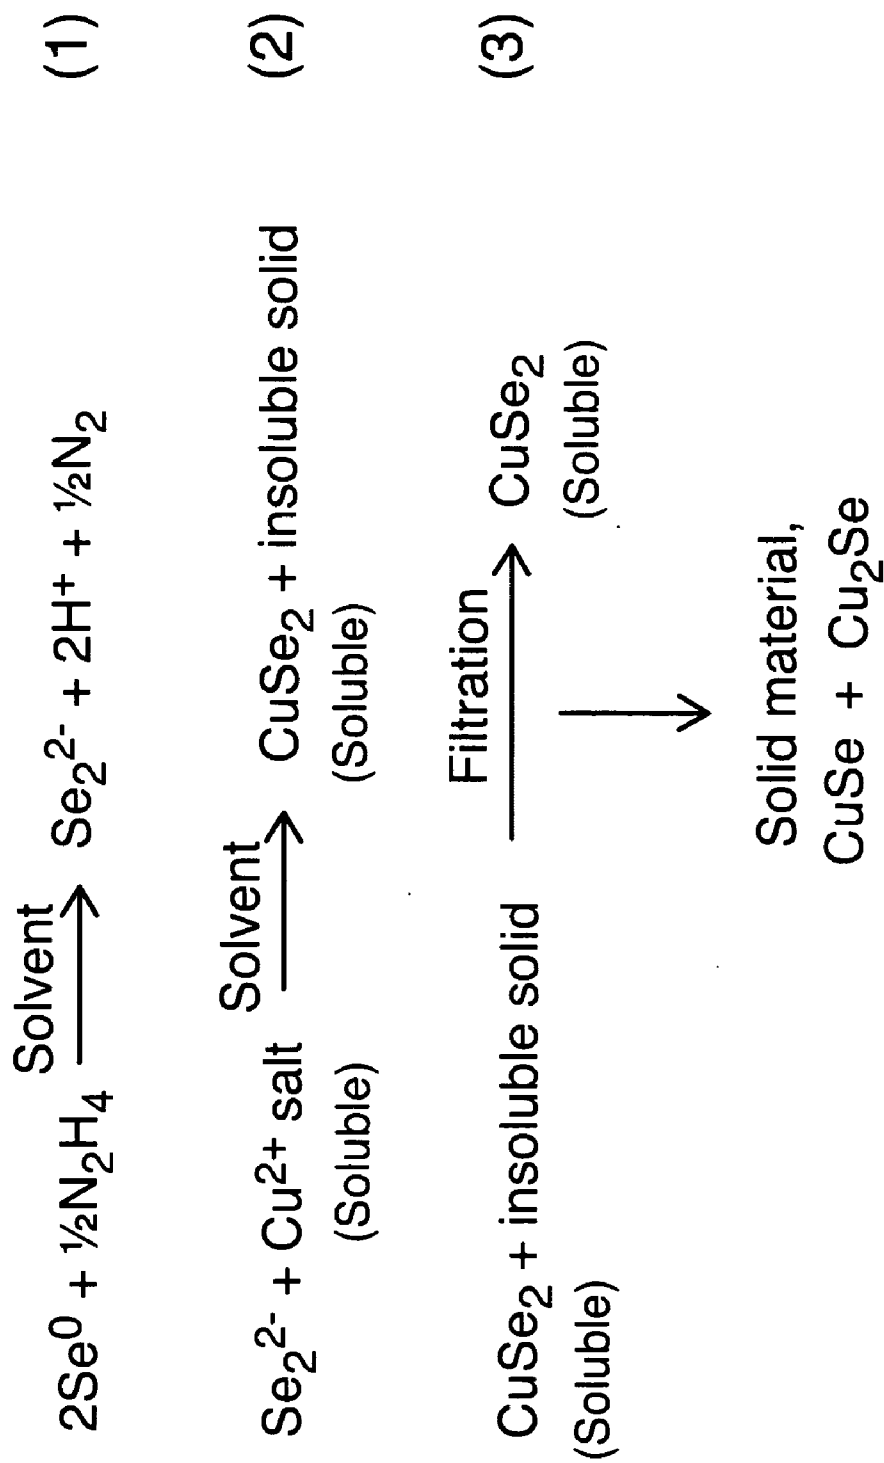 2Se⁰ + ½N₂H₄ Solvent → Se₂²⁻ + 2H⁺ + ½N₂ (1)
Se₂²⁻ + Cu²⁺ salt Solvent → CuSe₂ + insoluble solid (2)
(Soluble) (Soluble)
CuSe₂ + insoluble solid Filtration → CuSe₂ (3)
(Soluble) (Soluble)
Solid material,
CuSe + Cu₂Se